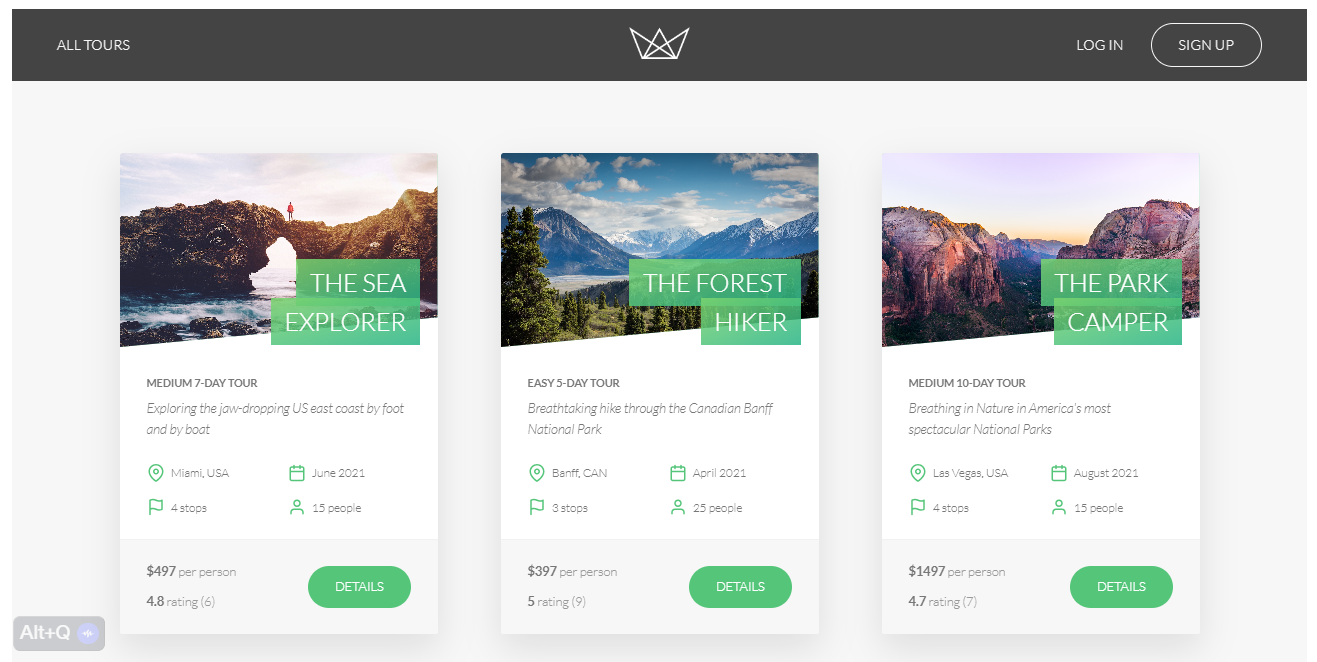 ALL TOURS
LOG IN
SIGN UP
THE SEA
EXPLORER
MEDIUM 7-DAY TOUR
Exploring the jaw-dropping US east coast by foot
and by boat
Miami, USA
June 2021
4 stops
15 people
$497 per person
4.8 rating (6)
DETAILS
THE FOREST
HIKER
EASY 5-DAY TOUR
Breathtaking hike through the Canadian Banff
National Park
Banff, CAN
April 2021
3 stops
25 people
$397 per person
5 rating (9)
DETAILS
THE PARK
CAMPER
MEDIUM 10-DAY TOUR
Breathing in Nature in America's most
spectacular National Parks
Las Vegas, USA
August 2021
4 stops
15 people
$1497 per person
4.7 rating (7)
DETAILS
Alt+Q